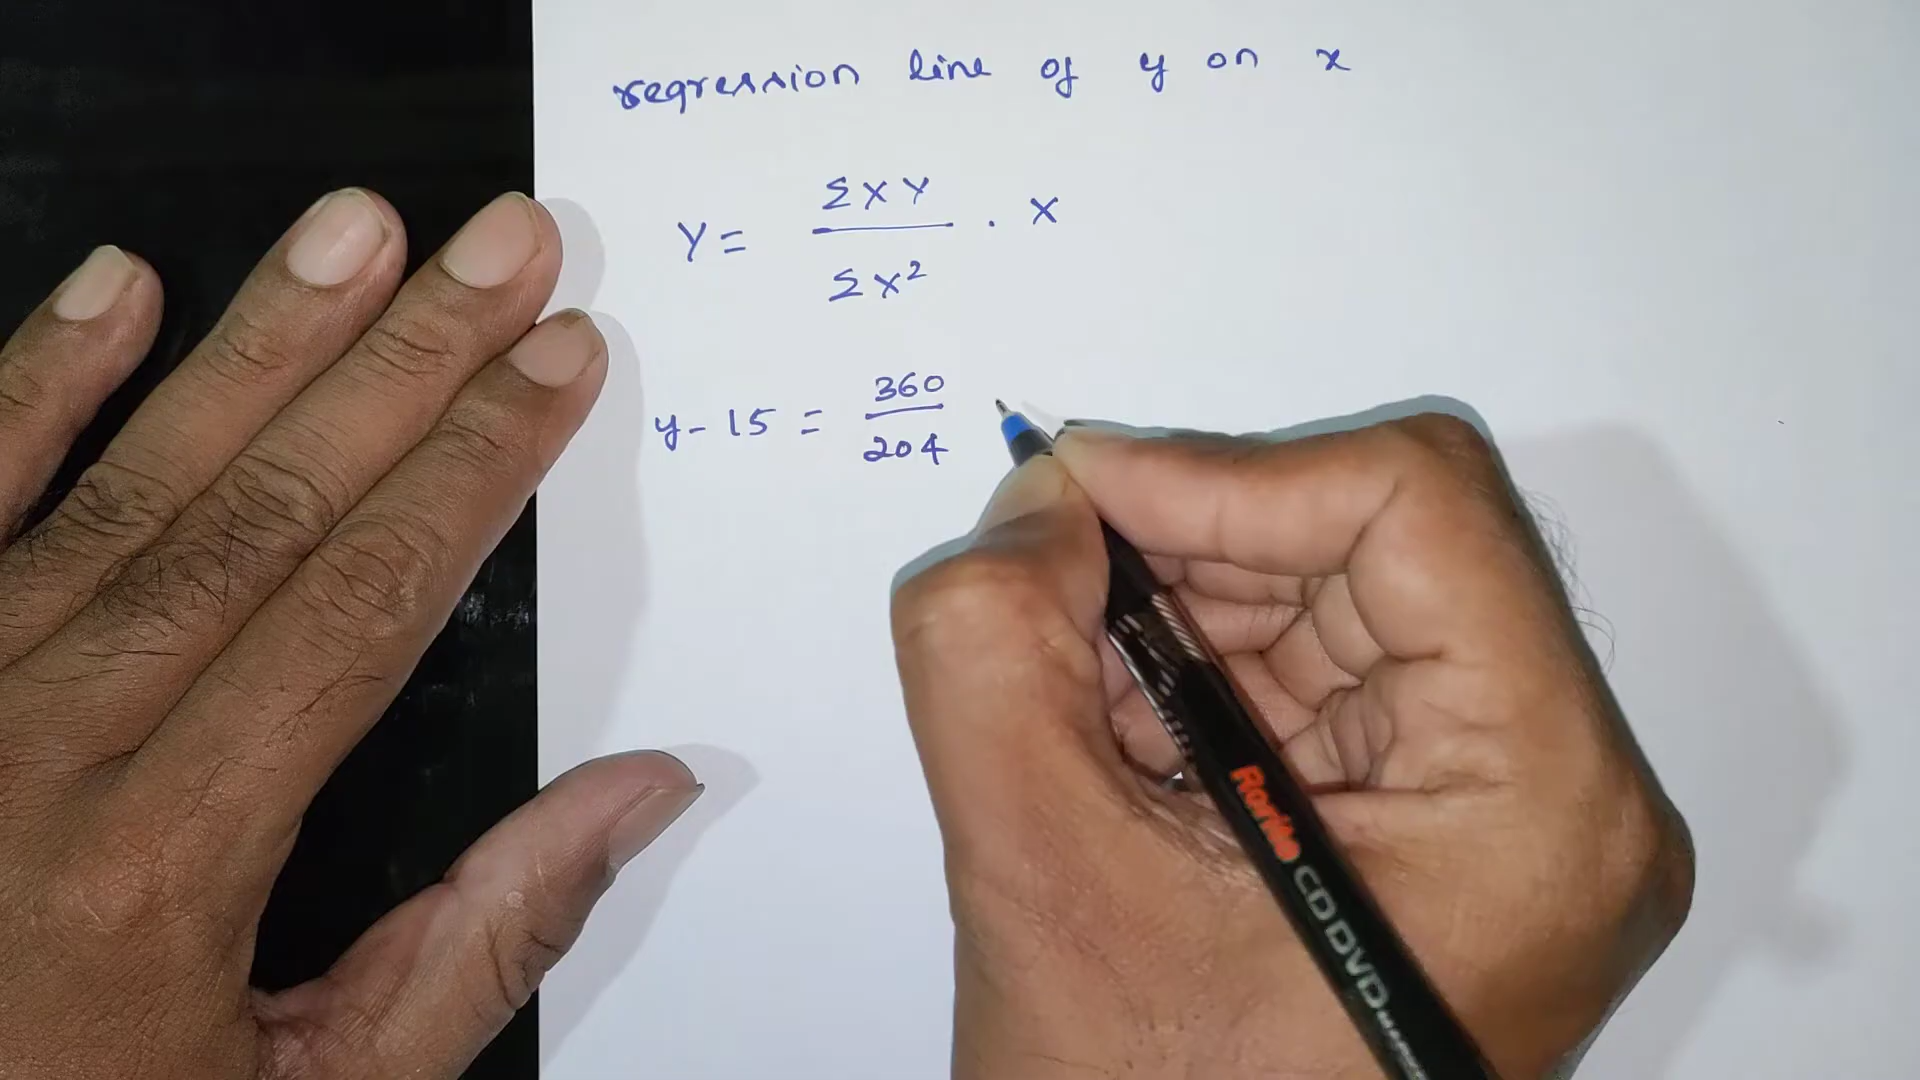 regression line of y on x
Y = ΣXY / ΣX² . X
y - 15 = 360 / 204
Rorito CD DVD